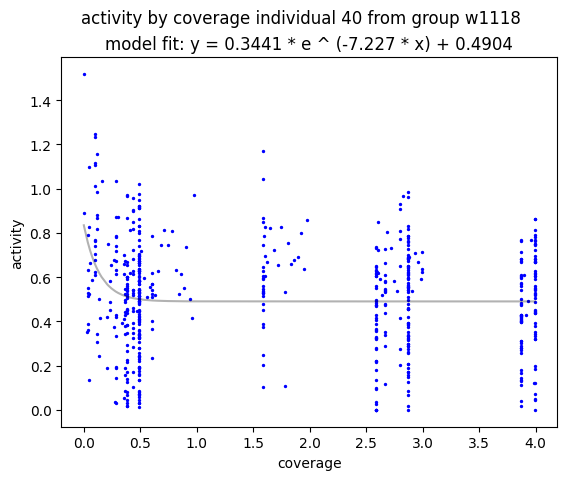 activity by coverage individual 40 from group w1118
model fit: y = 0.3441 * e ^ (-7.227 * x) + 0.4904
1.4
1.2
1.0
0.8
0.6
0.4
0.2
0.0
activity
0.0 0.5 1.0 1.5 2.0 2.5 3.0 3.5 4.0
coverage